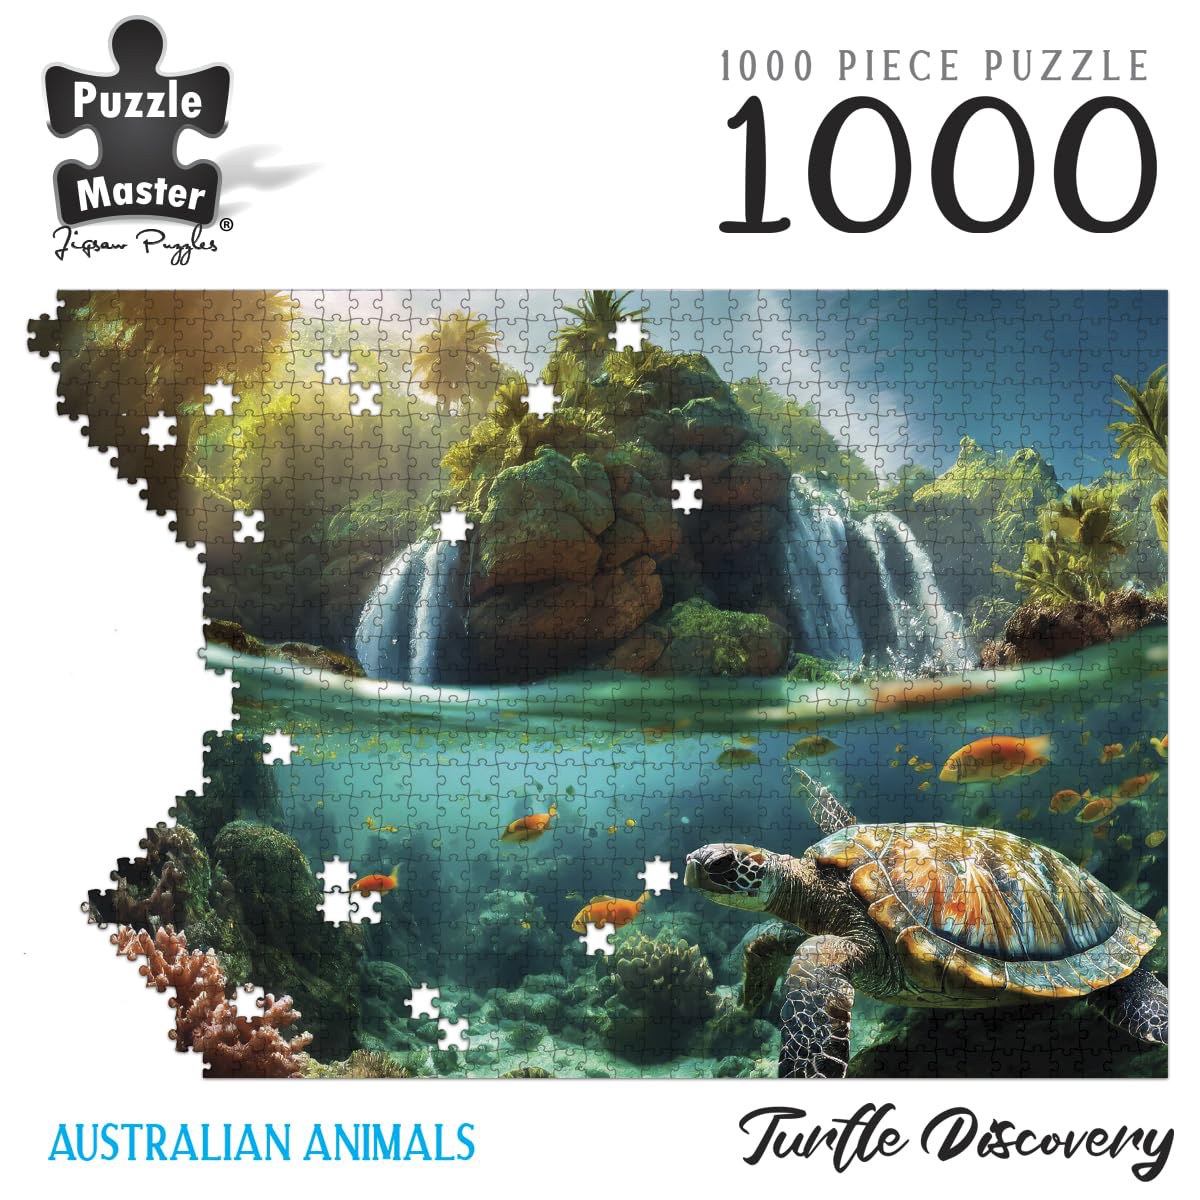 Puzzle
Master
Jigsaw Puzzles®
1000 PIECE PUZZLE
1000
AUSTRALIAN ANIMALS
Turtle Discovery